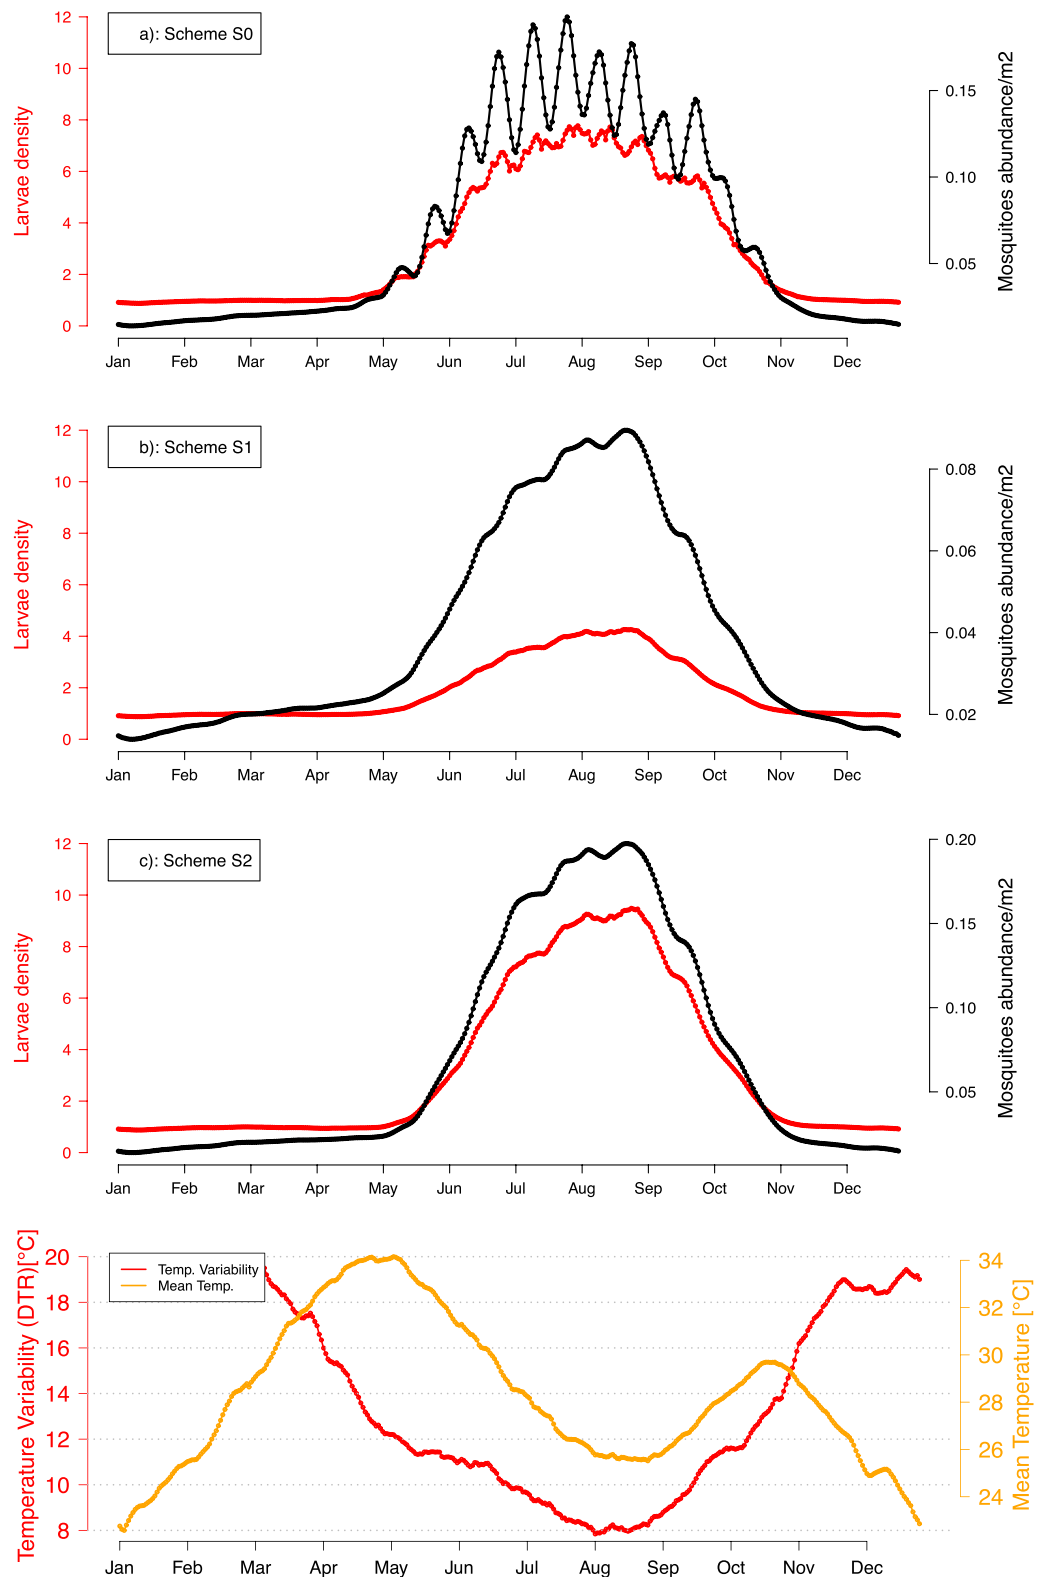 a): Scheme S0
Larvae density
12
10
8
6
4
2
0
Mosquitoes abundance/m2
0.15
0.10
0.05
Jan Feb Mar Apr May Jun Jul Aug Sep Oct Nov Dec
b): Scheme S1
Larvae density
12
10
8
6
4
2
0
Mosquitoes abundance/m2
0.08
0.06
0.04
0.02
Jan Feb Mar Apr May Jun Jul Aug Sep Oct Nov Dec
c): Scheme S2
Larvae density
12
10
8
6
4
2
0
Mosquitoes abundance/m2
0.20
0.15
0.10
0.05
Jan Feb Mar Apr May Jun Jul Aug Sep Oct Nov Dec
Temperature Variability (DTR)[°C]
20
18
16
14
12
10
8
Temp. Variability
Mean Temp.
Mean Temperature [°C]
34
32
30
28
26
24
Jan Feb Mar Apr May Jun Jul Aug Sep Oct Nov Dec